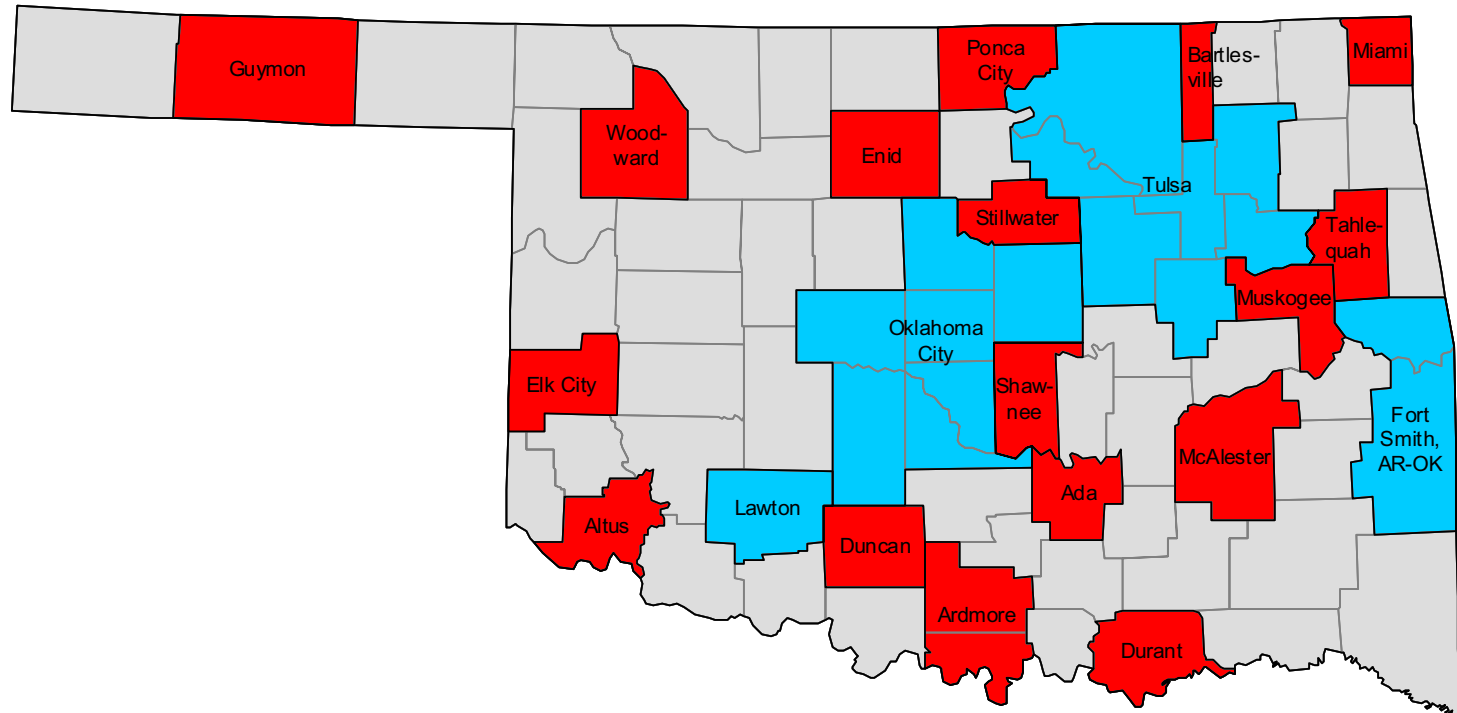 Guymon
Ponca
City
Bartles-
ville
Miami
Wood-
ward
Enid
Tulsa
Stillwater
Tahle-
quah
Muskogee
Oklahoma
City
Elk City
Shaw-
nee
Fort
Smith,
AR-OK
McAlester
Ada
Lawton
Altus
Duncan
Ardmore
Durant